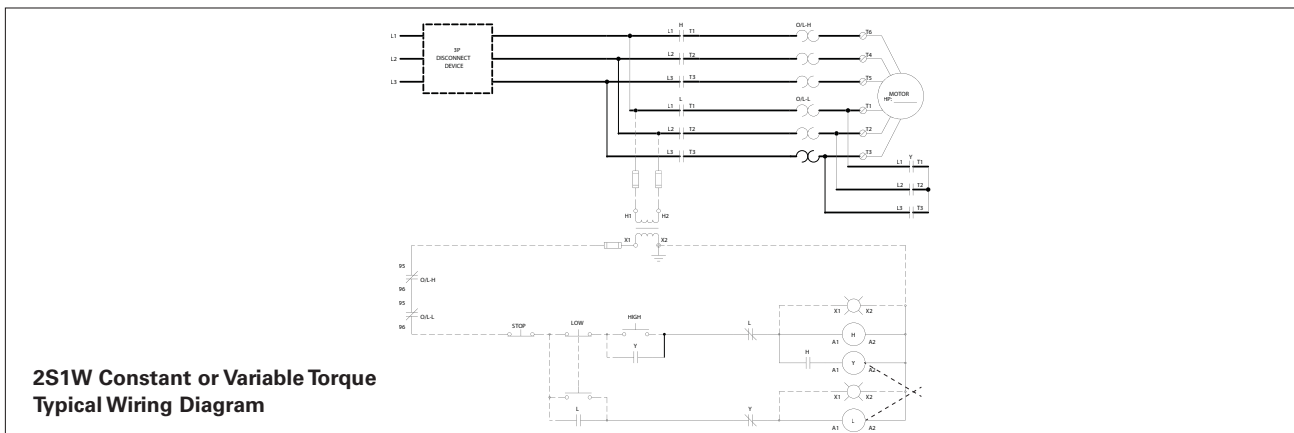 H O/L-H
L1 L1 T1 T6
3P
L2 DISCONNECT L2 T2 T4
DEVICE
L3 L3 T3 T5
MOTOR
HP: ______
L O/L-L
L1 T1 T1
L2 T2 T2
L3 T3 T3
Y
L1 T1
L2 T2
L3 T3
H1 H2
X1 X2
95
O/L-H
96
95
O/L-L
96
STOP LOW HIGH L X1 X2
H
A1 A2
Y H Y
A1 A2
X1 X2
L Y L
A1 A2
2S1W Constant or Variable Torque
Typical Wiring Diagram